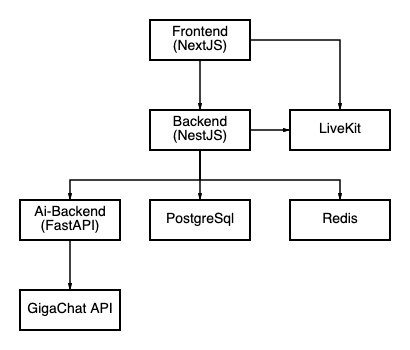 Frontend
(NextJS)
Backend
(NestJS)
LiveKit
Ai-Backend
(FastAPI)
PostgreSql
Redis
GigaChat API